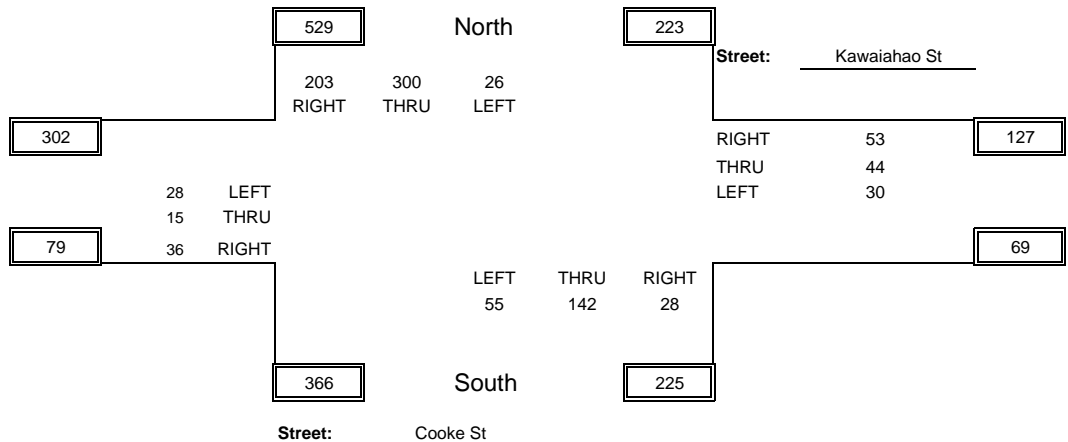 529 North 223
Street: Kawaiahao St
203 300 26
RIGHT THRU LEFT
302 RIGHT 53 127
THRU 44
28 LEFT LEFT 30
15 THRU
79 36 RIGHT 69
LEFT THRU RIGHT
55 142 28
366 South 225
Street: Cooke St